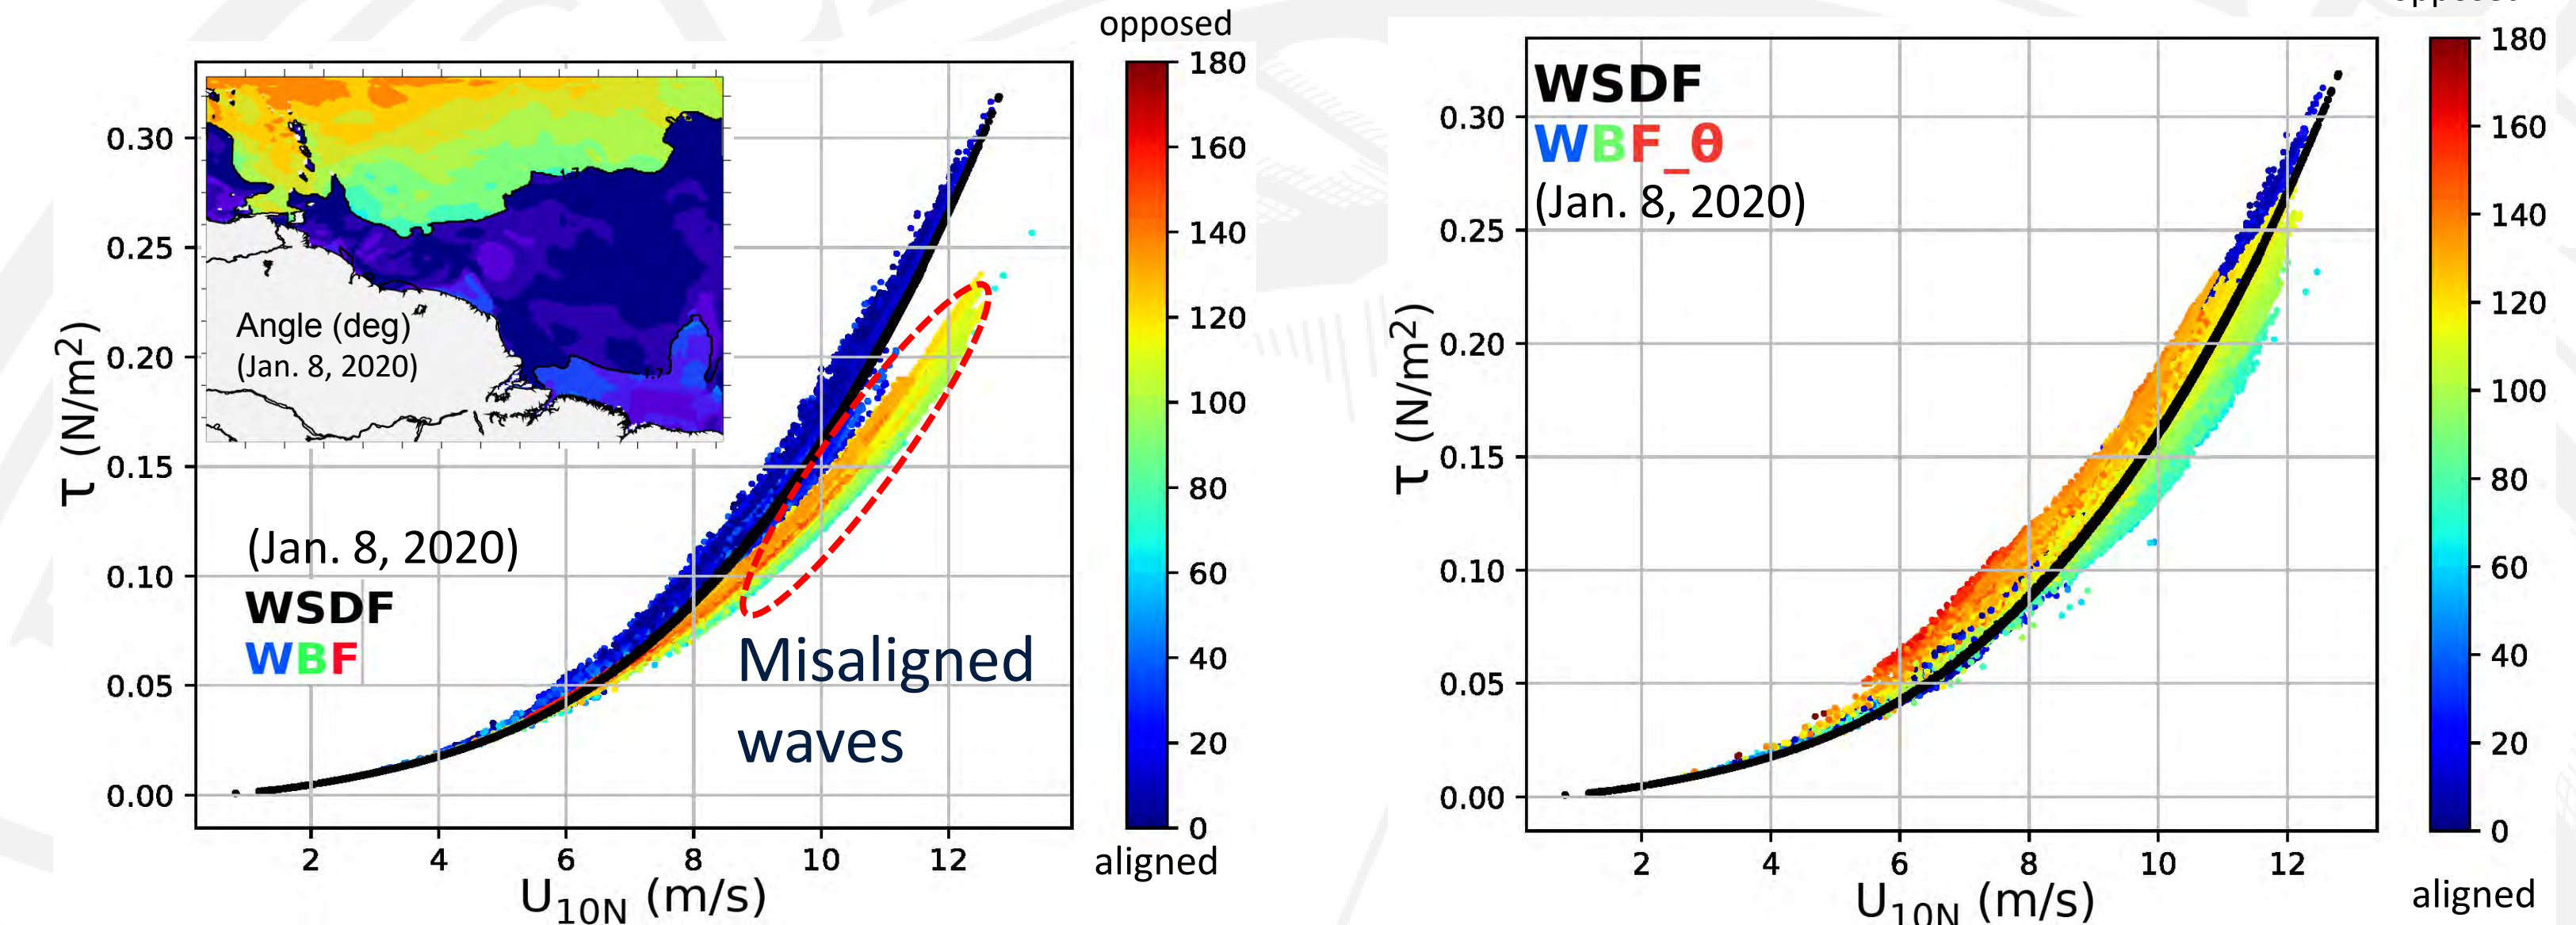 opposed
180
160
140
120
100
80
60
40
20
0
aligned
0.30
0.25
0.20
0.15
0.10
0.05
0.00
τ (N/m²)
Angle (deg)
(Jan. 8, 2020)
1.7
(Jan. 8, 2020)
WSDF
WBF
Misaligned
waves
2 4 6 8 10 12
U₁₀N (m/s)
opposed
180
160
140
120
100
80
60
40
20
0
aligned
WSDF
WBF_θ
(Jan. 8, 2020)
0.30
0.25
0.20
0.15
0.10
0.05
0.00
τ (N/m²)
2 4 6 8 10 12
U₁₀N (m/s)